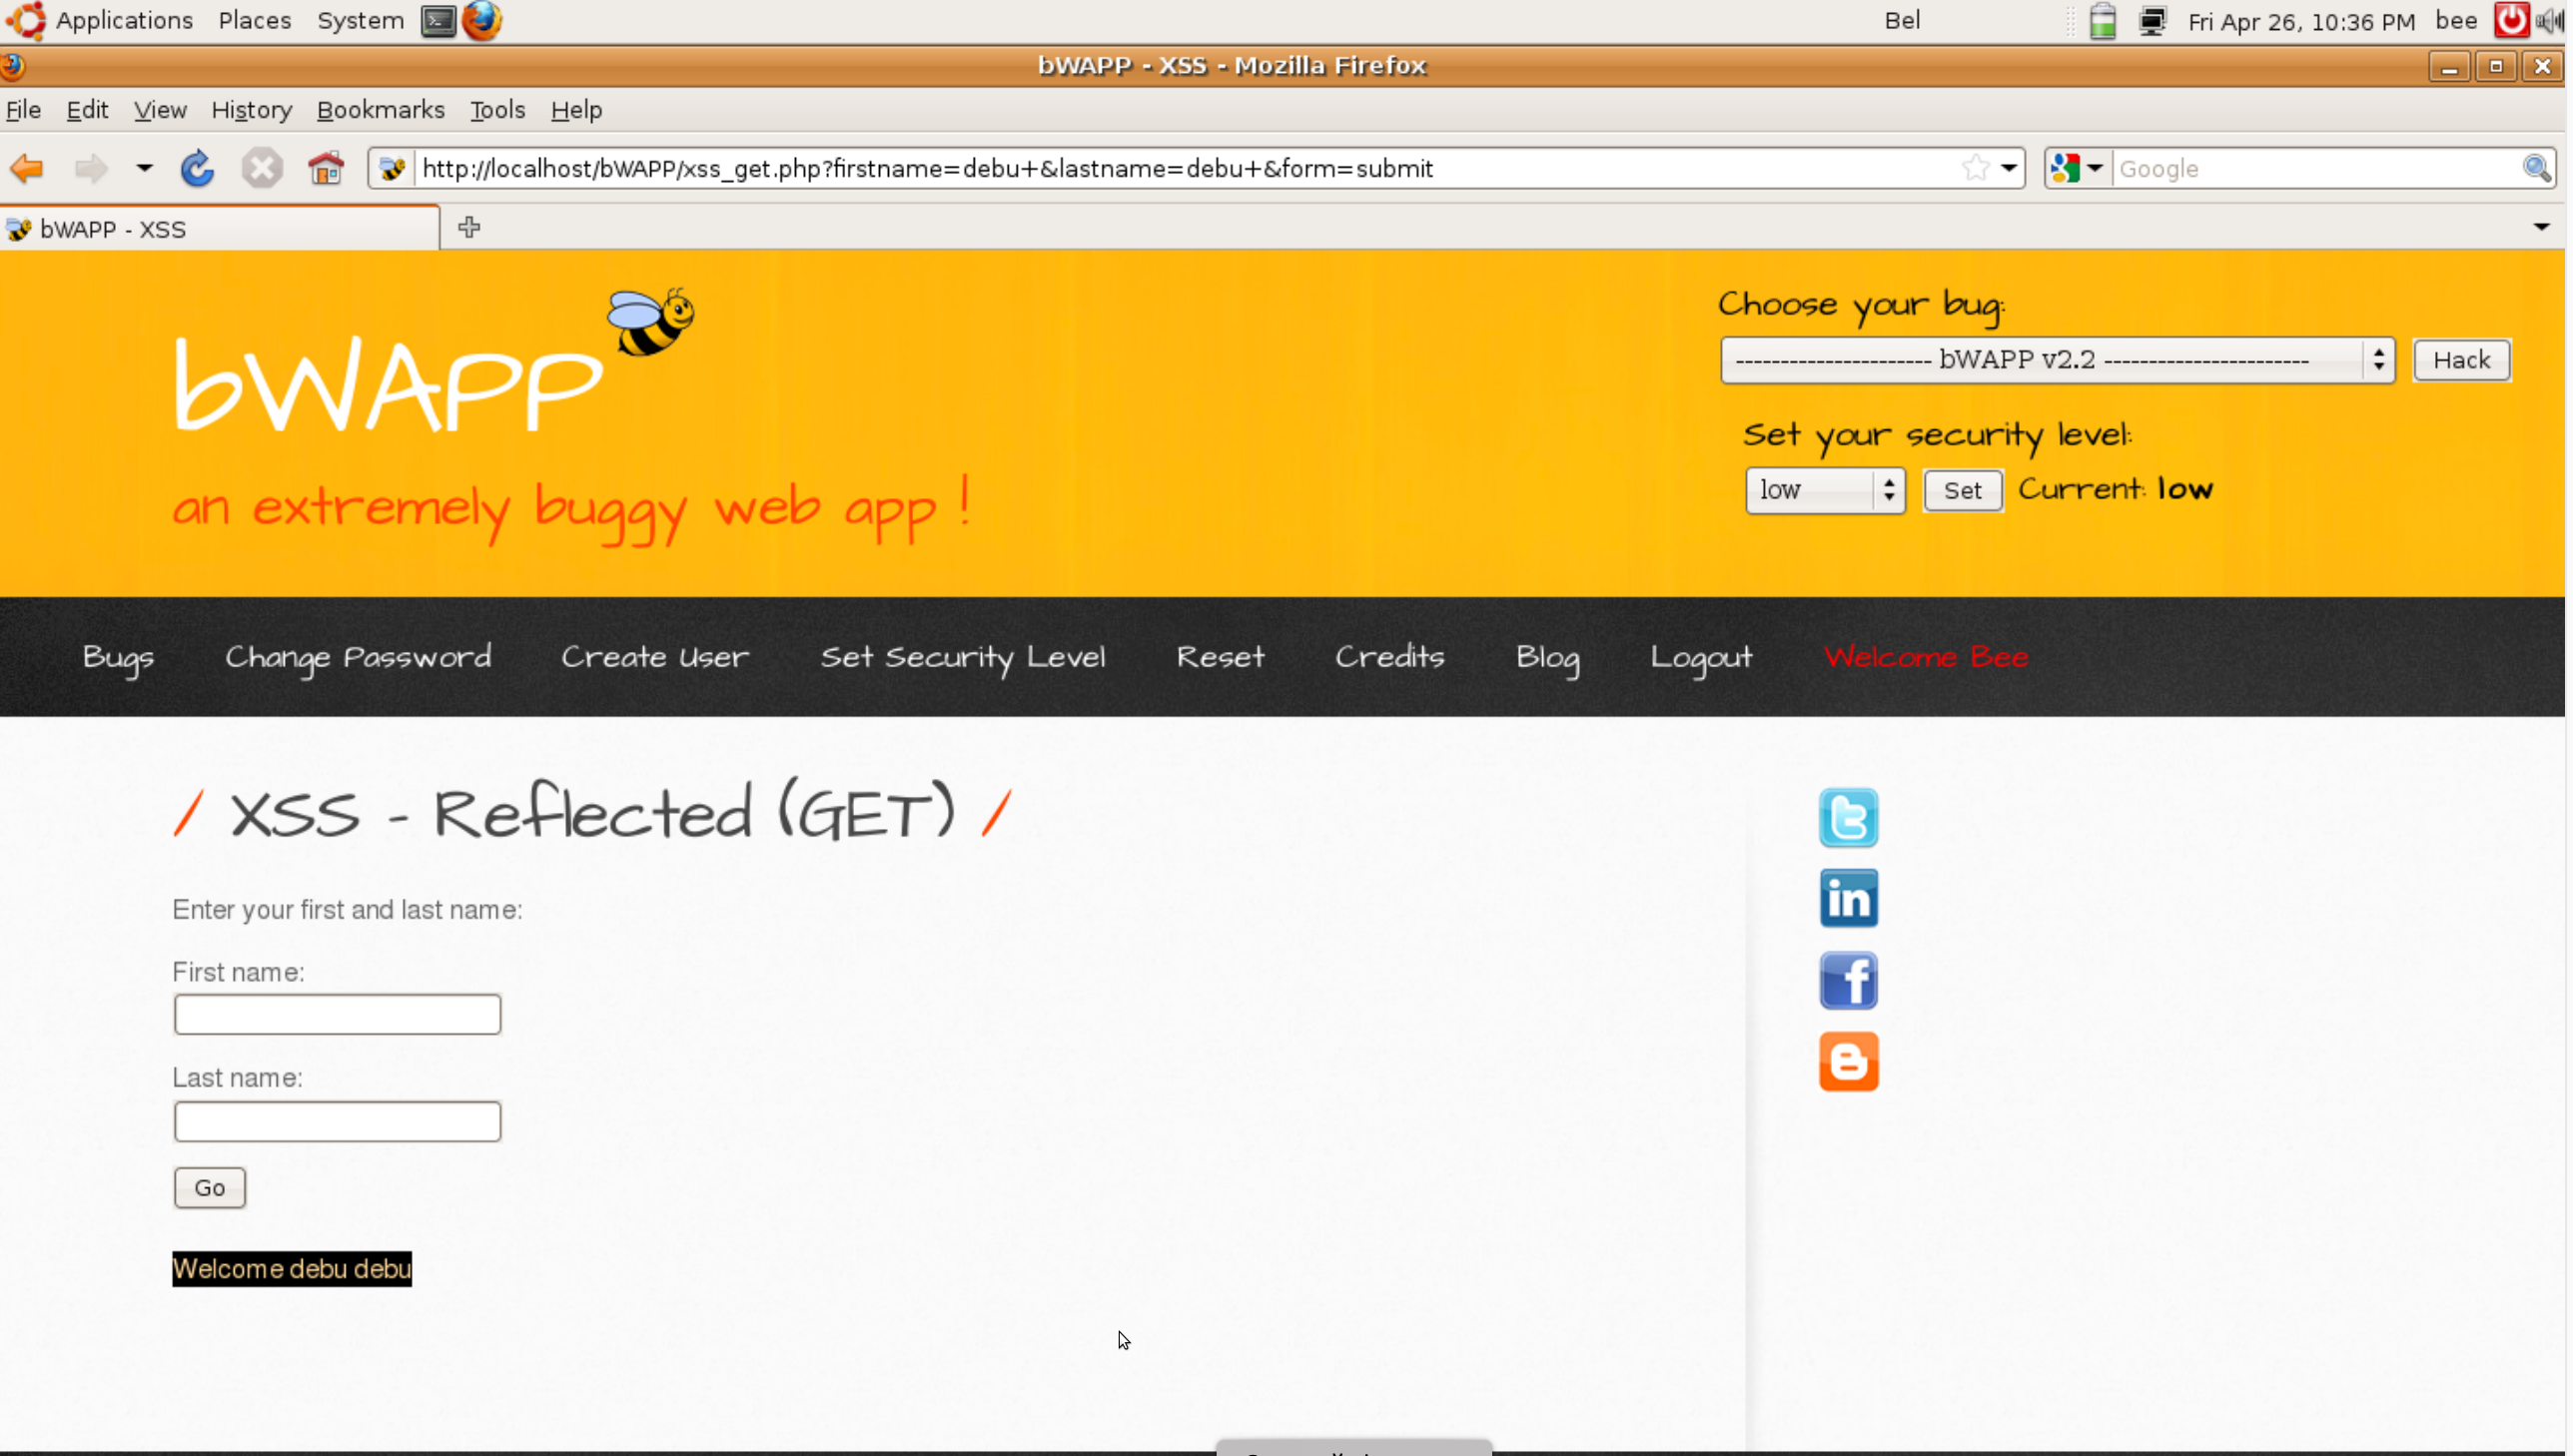 Applications Places System Bel Fri Apr 26, 10:36 PM bee
bWAPP - XSS - Mozilla Firefox
File Edit View History Bookmarks Tools Help
http://localhost/bWAPP/xss_get.php?firstname=debu+&lastname=debu+&form=submit Google
bWAPP - XSS
Choose your bug:
bWAPP
---------------------- bWAPP v2.2 ----------------------- Hack
Set your security level:
low Set Current: low
an extremely buggy web app !
Bugs Change Password Create User Set Security Level Reset Credits Blog Logout Welcome Bee
/ XSS - Reflected (GET) /
Enter your first and last name:
First name:
Last name:
Go
Welcome debu debu